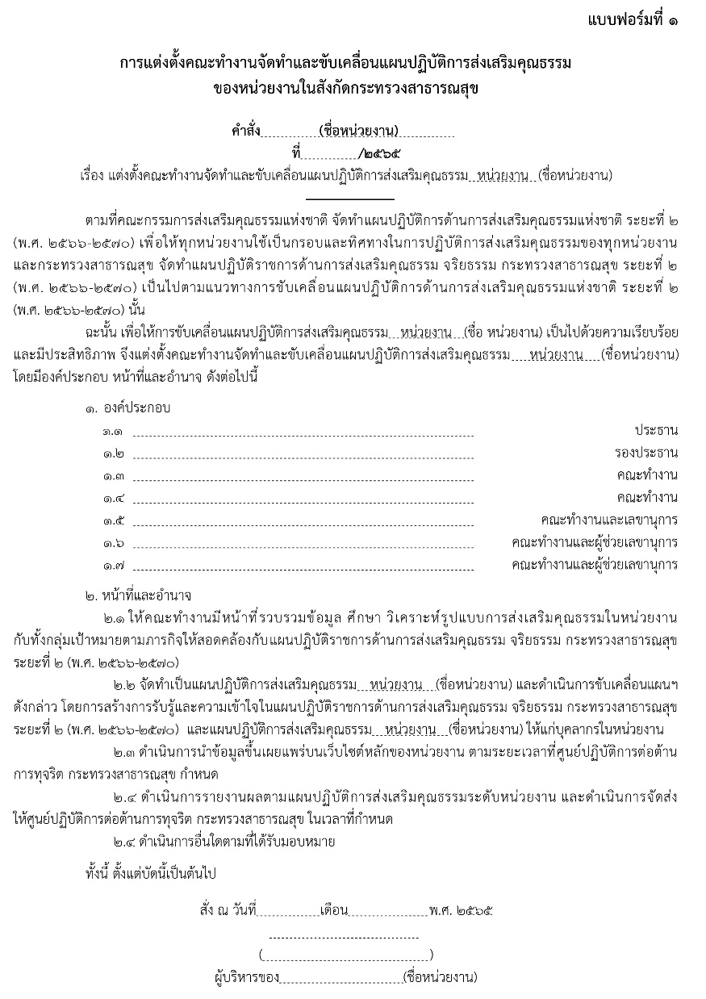 แบบฟอร์มที่ ๑
การแต่งตั้งคณะทำงานจัดทำและขับเคลื่อนแผนปฏิบัติการส่งเสริมคุณธรรม
ของหน่วยงานในสังกัดกระทรวงสาธารณสุข
คำสั่ง (ชื่อหน่วยงาน)
ที่ /๒๕๖๕
เรื่อง แต่งตั้งคณะทำงานจัดทำและขับเคลื่อนแผนปฏิบัติการส่งเสริมคุณธรรม หน่วยงาน (ชื่อหน่วยงาน)
ตามที่คณะกรรมการส่งเสริมคุณธรรมแห่งชาติ จัดทำแผนปฏิบัติการด้านการส่งเสริมคุณธรรมแห่งชาติ ระยะที่ ๒
(พ.ศ. ๒๕๖๖-๒๕๗๐) เพื่อให้ทุกหน่วยงานใช้เป็นกรอบและทิศทางในการปฏิบัติการส่งเสริมคุณธรรมของทุกหน่วยงาน
และกระทรวงสาธารณสุข จัดทำแผนปฏิบัติราชการด้านการส่งเสริมคุณธรรม จริยธรรม กระทรวงสาธารณสุข ระยะที่ ๒
(พ.ศ. ๒๕๖๖-๒๕๗๐) เป็นไปตามแนวทางการขับเคลื่อนแผนปฏิบัติการด้านการส่งเสริมคุณธรรมแห่งชาติ ระยะที่ ๒
(พ.ศ. ๒๕๖๖-๒๕๗๐) นั้น
ฉะนั้น เพื่อให้การขับเคลื่อนแผนปฏิบัติการส่งเสริมคุณธรรม หน่วยงาน (ชื่อ หน่วยงาน) เป็นไปด้วยความเรียบร้อย
และมีประสิทธิภาพ จึงแต่งตั้งคณะทำงานจัดทำและขับเคลื่อนแผนปฏิบัติการส่งเสริมคุณธรรม หน่วยงาน (ชื่อหน่วยงาน)
โดยมีองค์ประกอบ หน้าที่และอำนาจ ดังต่อไปนี้
๑. องค์ประกอบ
๑.๑ ประธาน
๑.๒ รองประธาน
๑.๓ คณะทำงาน
๑.๔ คณะทำงาน
๑.๕ คณะทำงานและเลขานุการ
๑.๖ คณะทำงานและผู้ช่วยเลขานุการ
๑.๗ คณะทำงานและผู้ช่วยเลขานุการ
๒. หน้าที่และอำนาจ
๒.๑ ให้คณะทำงานมีหน้าที่รวบรวมข้อมูล ศึกษา วิเคราะห์รูปแบบการส่งเสริมคุณธรรมในหน่วยงาน
กับทั้งกลุ่มเป้าหมายตามภารกิจให้สอดคล้องกับแผนปฏิบัติราชการด้านการส่งเสริมคุณธรรม จริยธรรม กระทรวงสาธารณสุข
ระยะที่ ๒ (พ.ศ. ๒๕๖๖-๒๕๗๐)
๒.๒ จัดทำเป็นแผนปฏิบัติการส่งเสริมคุณธรรม หน่วยงาน (ชื่อหน่วยงาน) และดำเนินการขับเคลื่อนแผนฯ
ดังกล่าว โดยการสร้างการรับรู้และความเข้าใจในแผนปฏิบัติราชการด้านการส่งเสริมคุณธรรม จริยธรรม กระทรวงสาธารณสุข
ระยะที่ ๒ (พ.ศ. ๒๕๖๖-๒๕๗๐) และแผนปฏิบัติการส่งเสริมคุณธรรม หน่วยงาน (ชื่อหน่วยงาน) ให้แก่บุคลากรในหน่วยงาน
๒.๓ ดำเนินการนำข้อมูลขึ้นเผยแพร่บนเว็บไซต์หลักของหน่วยงาน ตามระยะเวลาที่ศูนย์ปฏิบัติการต่อต้าน
การทุจริต กระทรวงสาธารณสุข กำหนด
๒.๔ ดำเนินการรายงานผลตามแผนปฏิบัติการส่งเสริมคุณธรรมระดับหน่วยงาน และดำเนินการจัดส่ง
ให้ศูนย์ปฏิบัติการต่อต้านการทุจริต กระทรวงสาธารณสุข ในเวลาที่กำหนด
๒.๔ ดำเนินการอื่นใดตามที่ได้รับมอบหมาย
ทั้งนี้ ตั้งแต่บัดนี้เป็นต้นไป
สั่ง ณ วันที่ เดือน พ.ศ. ๒๕๖๕
( )
ผู้บริหารของ (ชื่อหน่วยงาน)